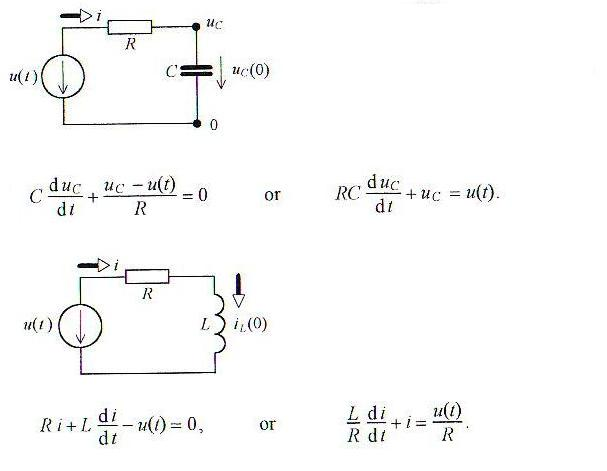 i
R
u_C
u(t)
C
u_C(0)
0
C du_C/dt + (u_C − u(t))/R = 0 or RC du_C/dt + u_C = u(t).
i
R
u(t)
L
i_L(0)
R i + L di/dt − u(t) = 0, or L/R di/dt + i = u(t)/R.